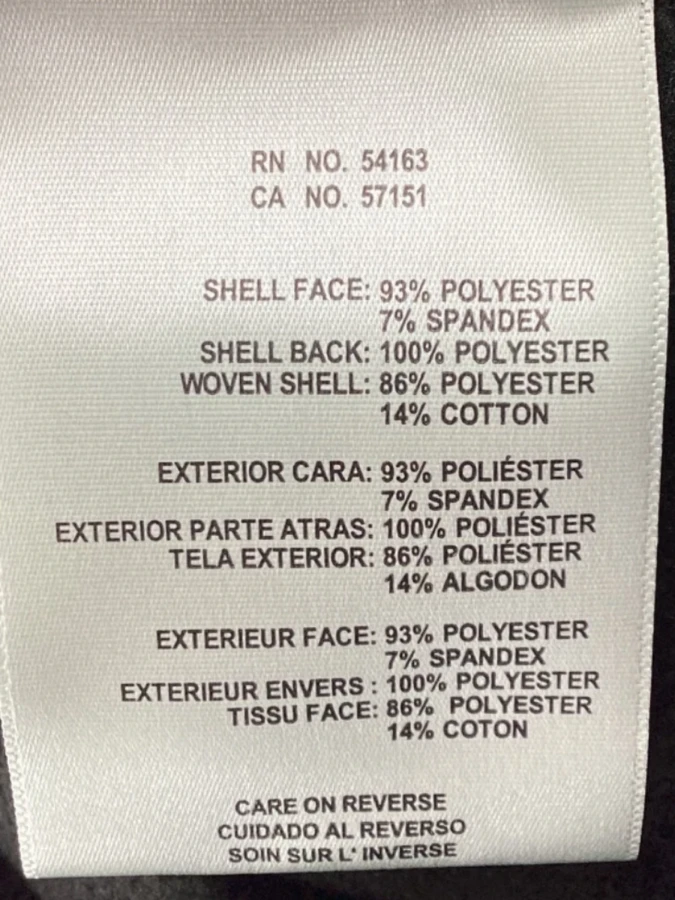 RN NO. 54163
CA NO. 57151
SHELL FACE: 93% POLYESTER
7% SPANDEX
SHELL BACK: 100% POLYESTER
WOVEN SHELL: 86% POLYESTER
14% COTTON
EXTERIOR CARA: 93% POLIÉSTER
7% SPANDEX
EXTERIOR PARTE ATRAS: 100% POLIÉSTER
TELA EXTERIOR: 86% POLIÉSTER
14% ALGODON
EXTERIEUR FACE: 93% POLYESTER
7% SPANDEX
EXTERIEUR ENVERS : 100% POLYESTER
TISSU FACE: 86% POLYESTER
14% COTON
CARE ON REVERSE
CUIDADO AL REVERSO
SOIN SUR L' INVERSE